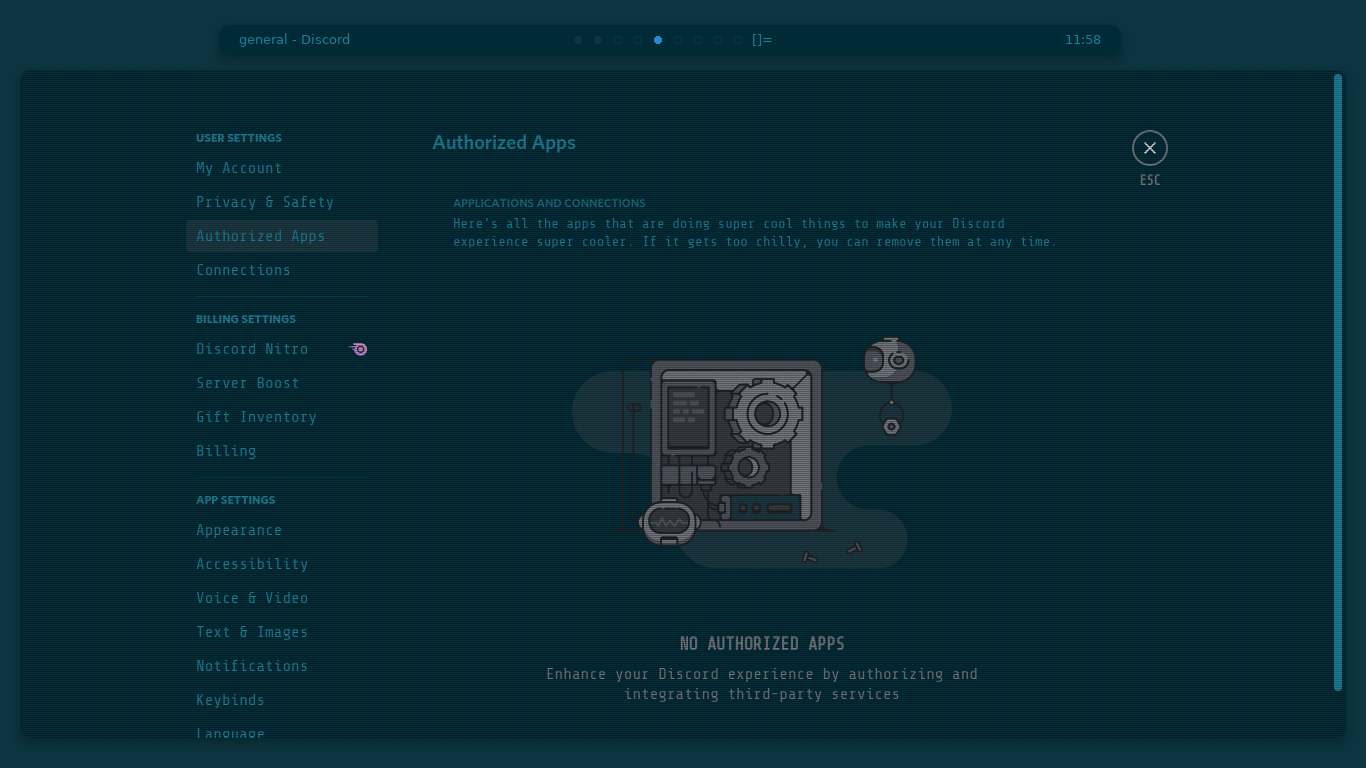 general - Discord
[]=
11:58
USER SETTINGS
My Account
Privacy & Safety
Authorized Apps
Connections
BILLING SETTINGS
Discord Nitro
Server Boost
Gift Inventory
Billing
APP SETTINGS
Appearance
Accessibility
Voice & Video
Text & Images
Notifications
Keybinds
Language
Authorized Apps
ESC
APPLICATIONS AND CONNECTIONS
Here's all the apps that are doing super cool things to make your Discord
experience super cooler. If it gets too chilly, you can remove them at any time.
NO AUTHORIZED APPS
Enhance your Discord experience by authorizing and
integrating third-party services